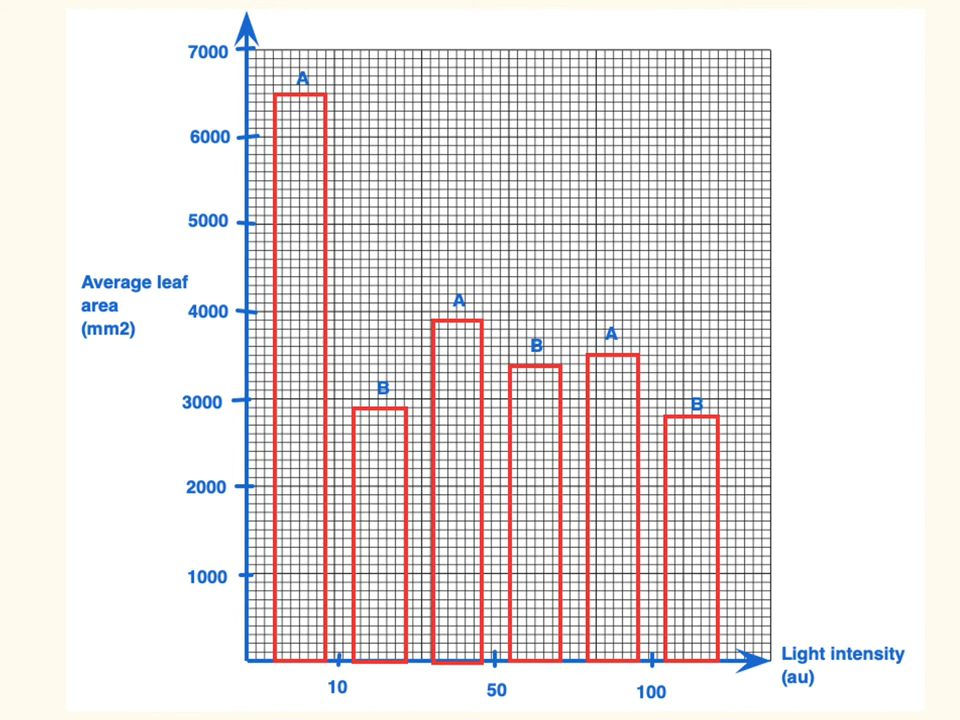 7000
A
6000
5000
Average leaf
area
(mm2)
4000
A
B
A
B
3000
B
2000
1000
Light intensity
(au)
10
50
100